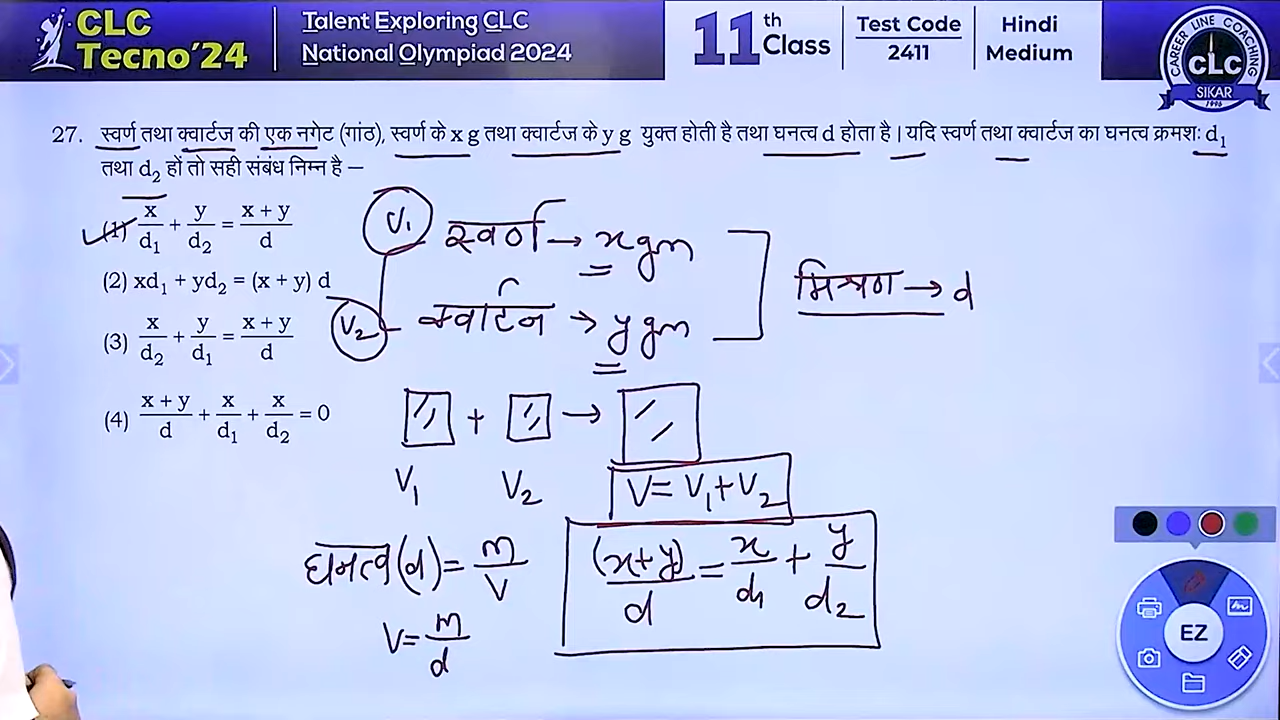 CLC
Tecno'24
Talent Exploring CLC
National Olympiad 2024
11th Class
Test Code
2411
Hindi
Medium
CAREER LINE COACHING
CLC
SIKAR
1996
27. स्वर्ण तथा क्वार्टज की एक नगेट (गांठ), स्वर्ण के x g तथा क्वार्टज के y g युक्त होती है तथा घनत्व d होता है। यदि स्वर्ण तथा क्वार्टज का घनत्व क्रमशः d₁
तथा d₂ हों तो सही संबंध निम्न है –
(1) x/d₁ + y/d₂ = (x + y)/d
(2) xd₁ + yd₂ = (x + y) d
(3) x/d₂ + y/d₁ = (x + y)/d
(4) (x + y)/d + x/d₁ + x/d₂ = 0
V₁ स्वर्ण → x gm
V₂ क्वार्टज → y gm
मिश्रण → d
+ →
V₁ V₂ V = V₁ + V₂
घनत्व (d) = m/V
(x+y)/d = x/d₁ + y/d₂
V = m/d
EZ